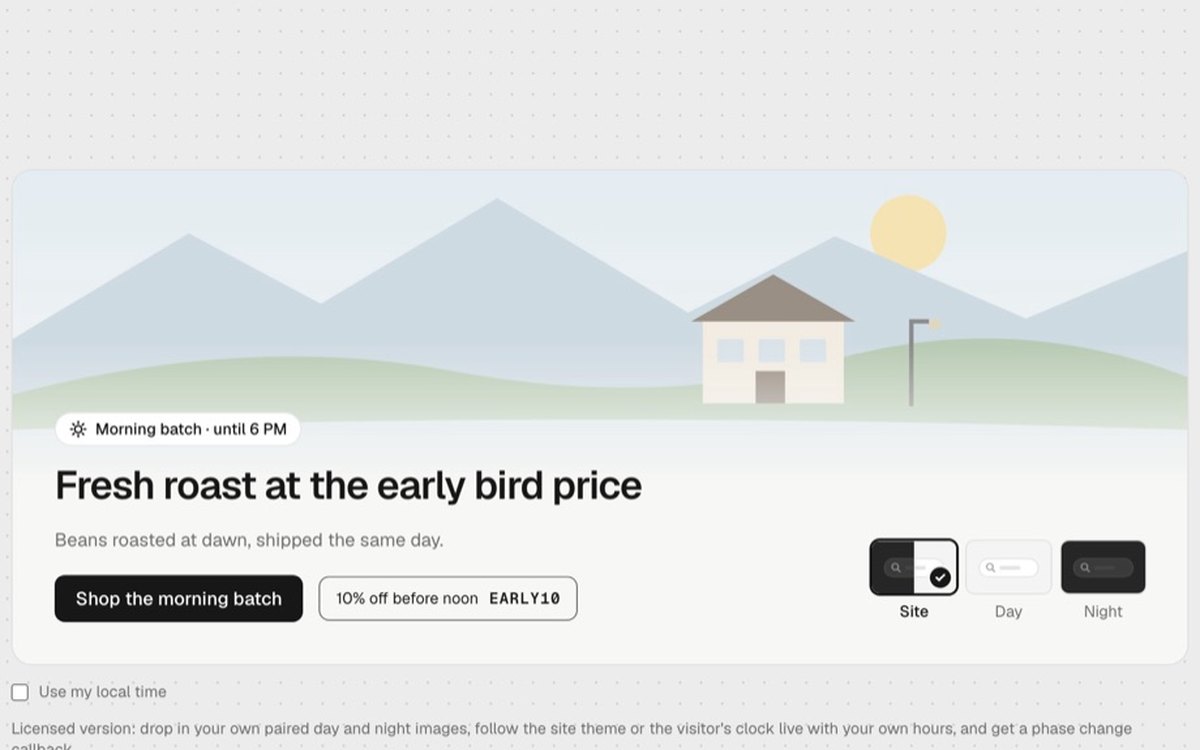 Morning batch · until 6 PM
Fresh roast at the early bird price
Beans roasted at dawn, shipped the same day.
Shop the morning batch
10% off before noon EARLY10
Site
Day
Night
Use my local time
Licensed version: drop in your own paired day and night images, follow the site theme or the visitor's clock live with your own hours, and get a phase change
callback